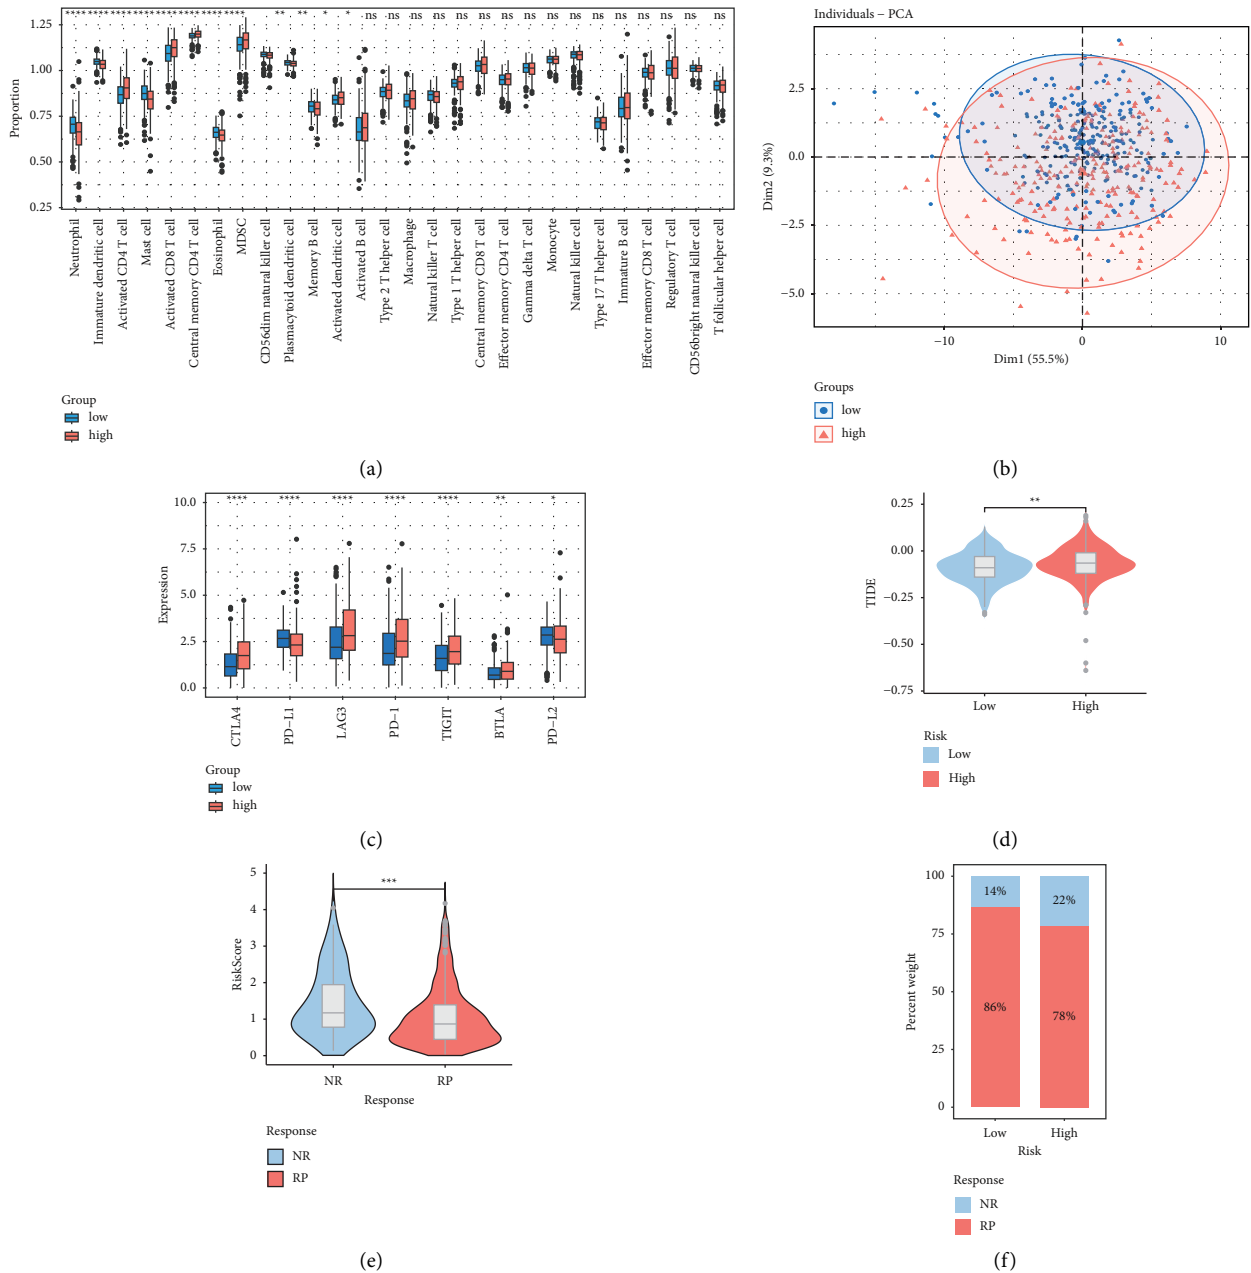 **** **** **** **** **** **** **** **** ** ** * * ns ns ns ns ns ns ns ns ns ns ns ns ns ns ns ns
1.25
1.00
0.75
0.50
0.25
Proportion
Neutrophil
Immature dendritic cell
Activated CD4 T cell
Mast cell
Activated CD8 T cell
Central memory CD4 T cell
Eosinophil
MDSC
CD56dim natural killer cell
Plasmacytoid dendritic cell
Memory B cell
Activated dendritic cell
Activated B cell
Type 2 T helper cell
Macrophage
Natural killer T cell
Type 1 T helper cell
Central memory CD8 T cell
Effector memory CD4 T cell
Gamma delta T cell
Monocyte
Natural killer cell
Type 17 T helper cell
Immature B cell
Effector memory CD8 T cell
Regulatory T cell
CD56bright natural killer cell
T follicular helper cell
Group
low
high
(a)
Individuals − PCA
2.5
0.0
−2.5
−5.0
Dim2 (9.3%)
−10 0 10
Dim1 (55.5%)
Groups
low
high
(b)
**** **** **** **** **** ** *
10.0
7.5
5.0
2.5
0.0
Expression
CTLA4
PD−L1
LAG3
PD−1
TIGIT
BTLA
PD−L2
Group
low
high
(c)
**
0.25
0.00
−0.25
−0.50
−0.75
TIDE
Low High
Risk
Low
High
(d)
***
5
4
3
2
1
0
RiskScore
NR RP
Response
Response
NR
RP
(e)
100
75
50
25
0
Percent weight
14% 22%
86% 78%
Low High
Risk
Response
NR
RP
(f)